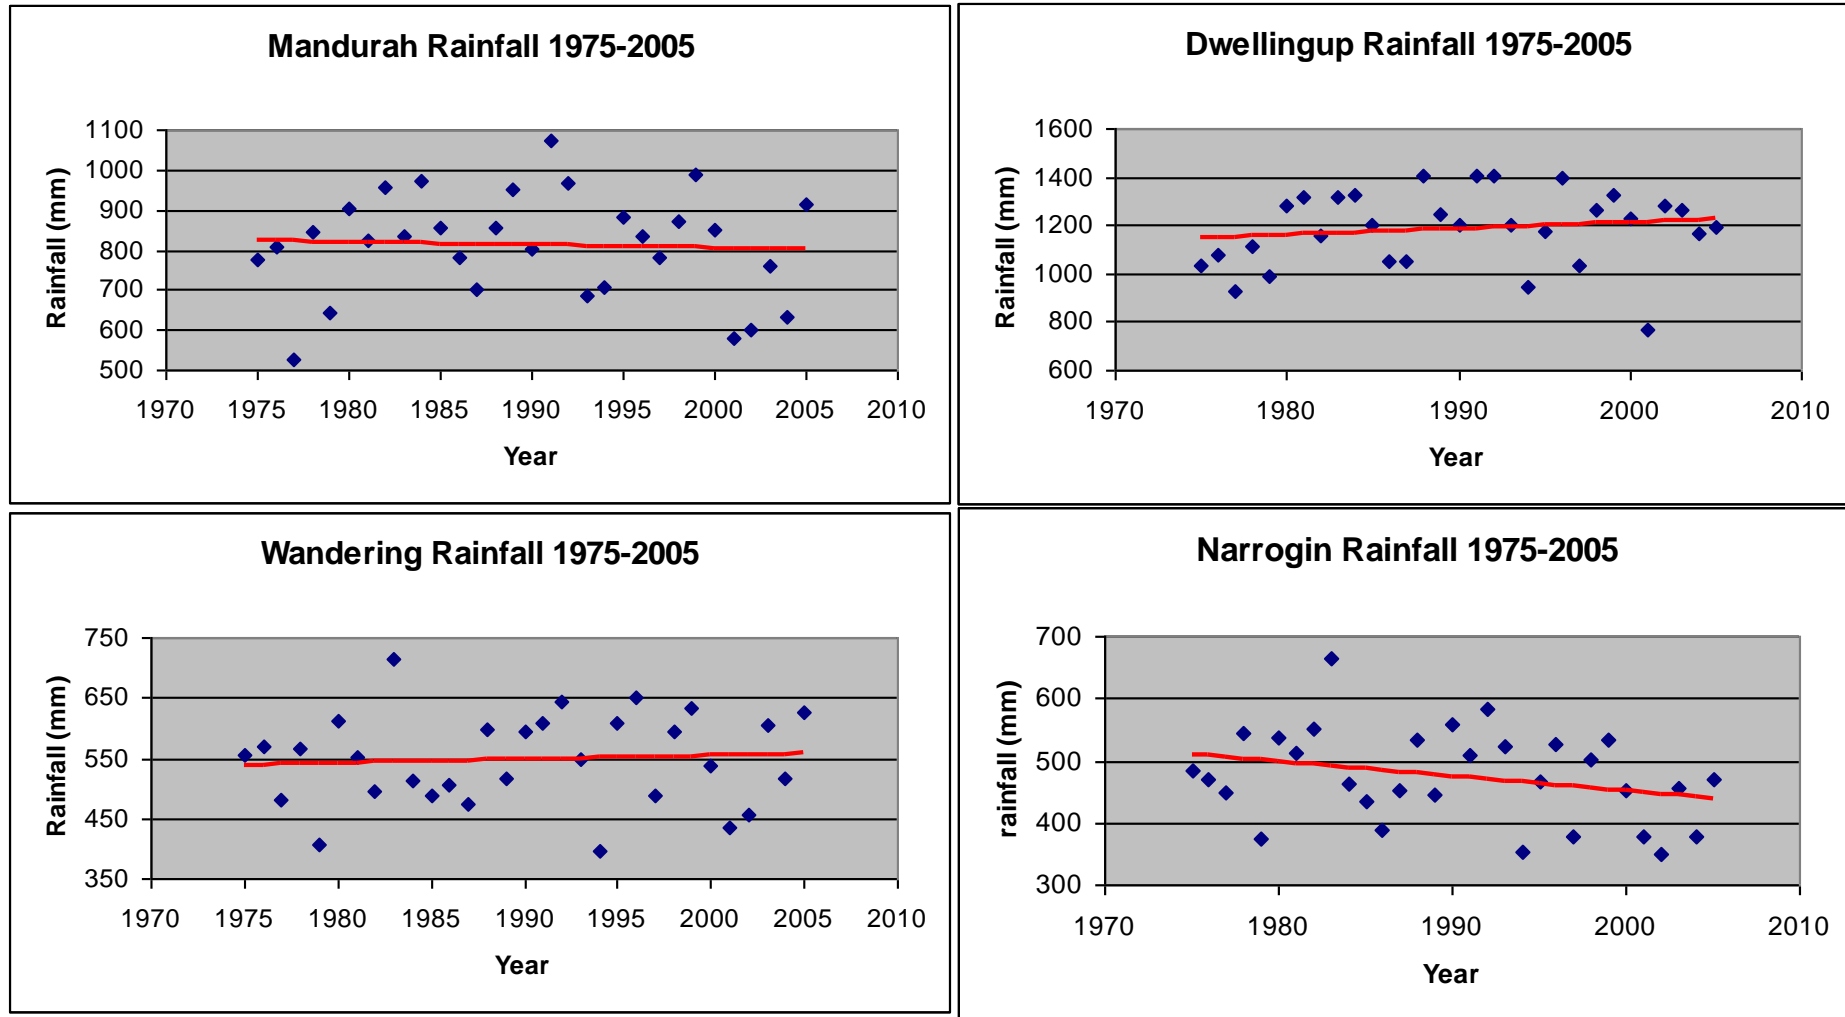 Mandurah Rainfall 1975-2005
Rainfall (mm)
1100
1000
900
800
700
600
500
1970 1975 1980 1985 1990 1995 2000 2005 2010
Year
Dwellingup Rainfall 1975-2005
Rainfall (mm)
1600
1400
1200
1000
800
600
1970 1980 1990 2000 2010
Year
Wandering Rainfall 1975-2005
Rainfall (mm)
750
650
550
450
350
1970 1975 1980 1985 1990 1995 2000 2005 2010
Year
Narrogin Rainfall 1975-2005
rainfall (mm)
700
600
500
400
300
1970 1980 1990 2000 2010
Year